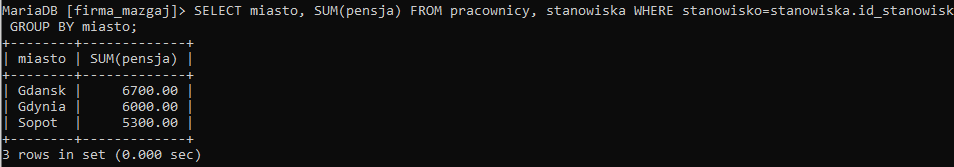 MariaDB [firma_mazgaj]> SELECT miasto, SUM(pensja) FROM pracownicy, stanowiska WHERE stanowisko=stanowiska.id_stanowisk
 GROUP BY miasto;
+--------+-------------+
| miasto | SUM(pensja) |
+--------+-------------+
| Gdansk |     6700.00 |
| Gdynia |     6000.00 |
| Sopot  |     5300.00 |
+--------+-------------+
3 rows in set (0.000 sec)